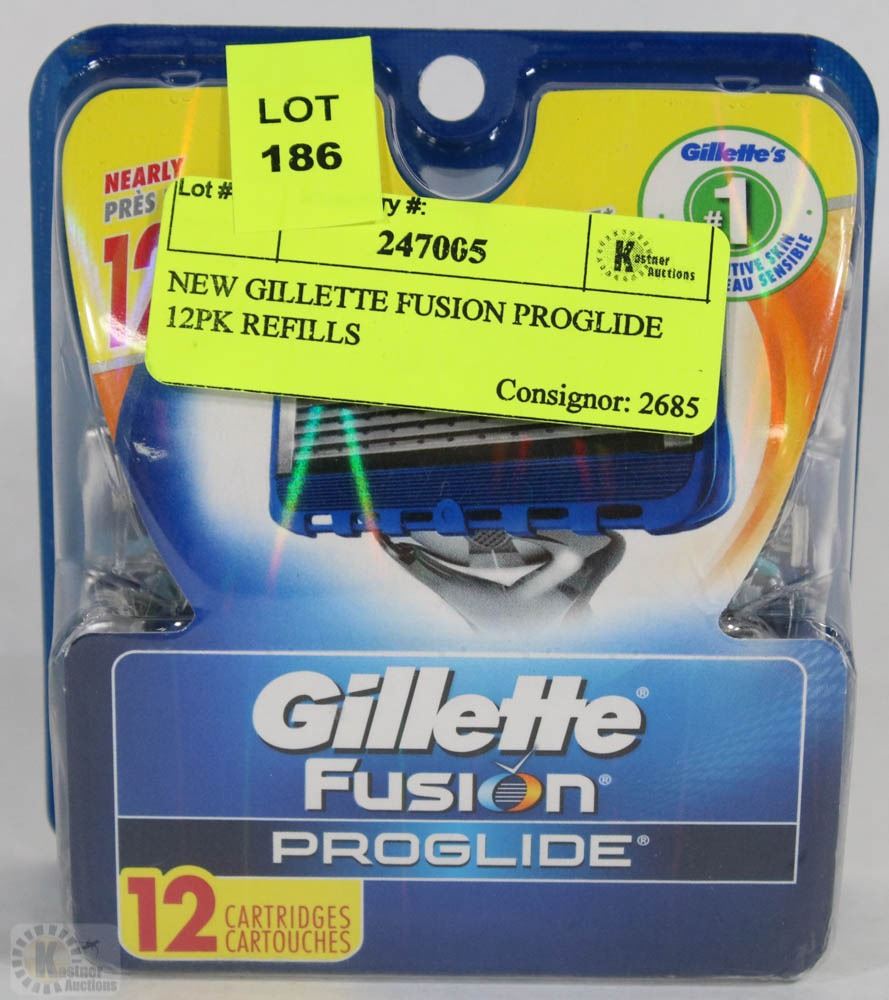 LOT
186
NEARLY
PRÈS
12
Lot #
ry #:
247005
Kastner
Auctions
NEW GILLETTE FUSION PROGLIDE
12PK REFILLS
Consignor: 2685
Gillette's
#1
TIVE SKIN
EAU SENSIBLE
Gillette®
Fusion®
PROGLIDE®
12 CARTRIDGES
CARTOUCHES
Kastner
Auctions